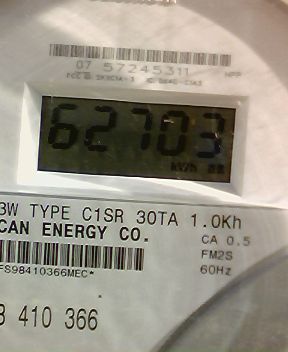 07 57245311
62703
3W TYPE C1SR 30TA 1.0Kh
CAN ENERGY CO.
CA 0.5
FM2S
60Hz
FS98410366MEC*
3 410 366